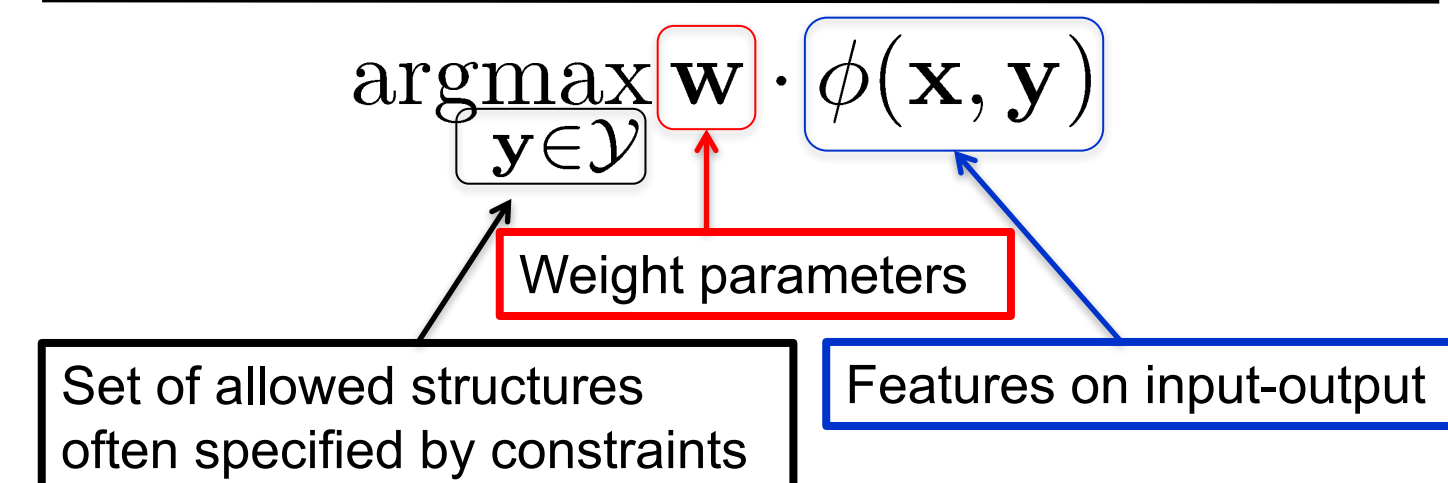 argmax w · ϕ(x, y)
y∈𝒴
Weight parameters
Set of allowed structures
often specified by constraints
Features on input-output